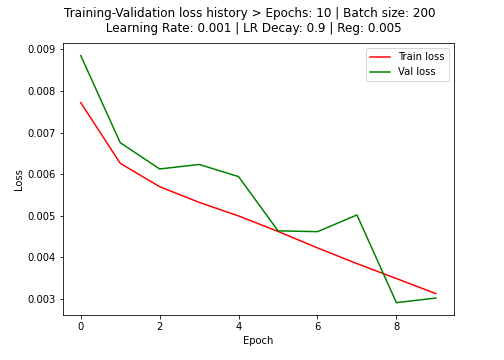 Training-Validation loss history > Epochs: 10 | Batch size: 200
Learning Rate: 0.001 | LR Decay: 0.9 | Reg: 0.005
Train loss
Val loss
0.009
0.008
0.007
0.006
0.005
0.004
0.003
Loss
0 2 4 6 8
Epoch